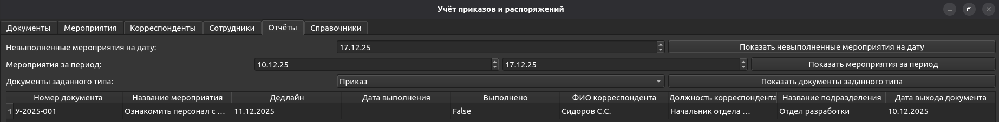 Учёт приказов и распоряжений
Документы Мероприятия Корреспонденты Сотрудники Отчёты Справочники
Невыполненные мероприятия на дату: 17.12.25 Показать невыполненные мероприятия на дату
Мероприятия за период: 10.12.25 17.12.25 Показать мероприятия за период
Документы заданного типа: Приказ Показать документы заданного типа
Номер документа Название мероприятия Дедлайн Дата выполнения Выполнено ФИО корреспондента Должность корреспондента Название подразделения Дата выхода документа
1 У-2025-001 Ознакомить персонал с ... 11.12.2025 False Сидоров С.С. Начальник отдела ... Отдел разработки 10.12.2025